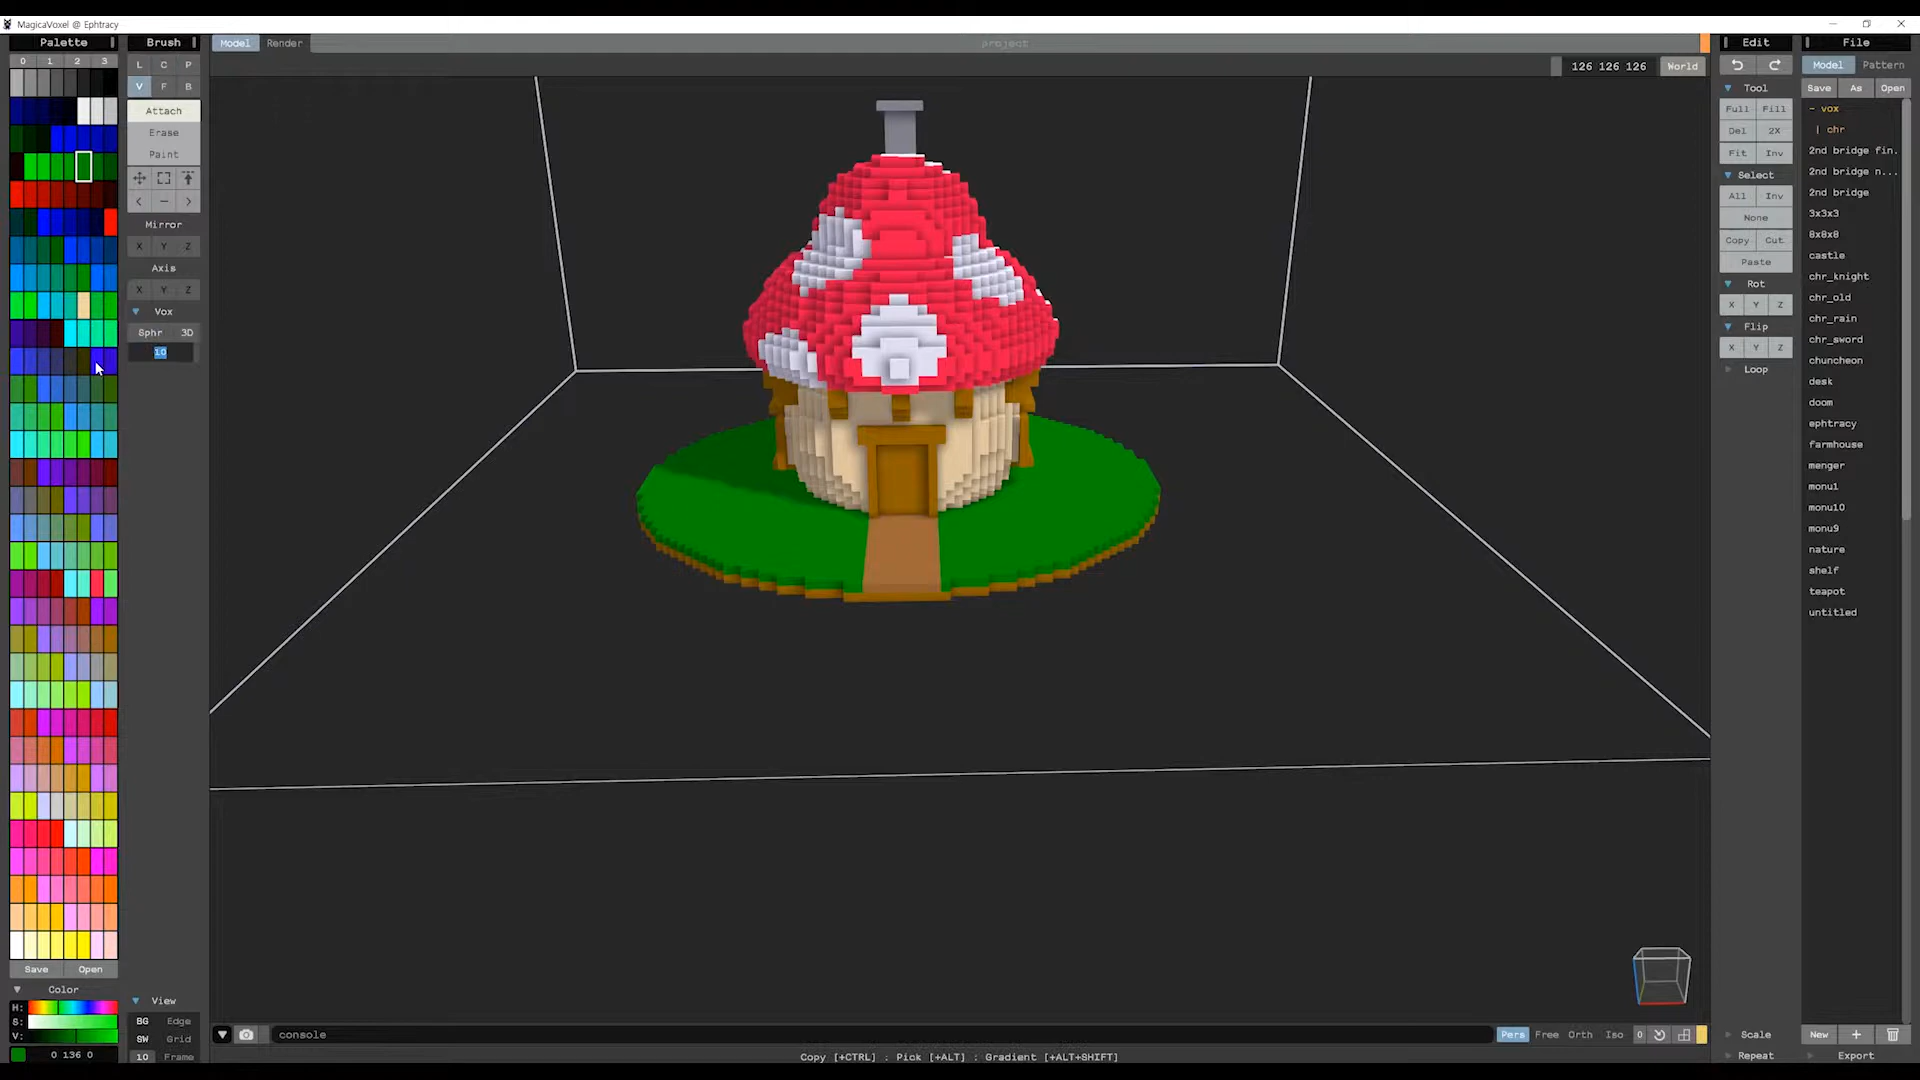 MagicaVoxel @ Ephtracy
Palette
0 1 2 3
Save Open
Color
H:
S:
V:
0 136 0
Brush
L C P
V F B
Attach
Erase
Paint
< – >
Mirror
X Y Z
Axis
X Y Z
Vox
Sphr 3D
10
View
BG Edge
SW Grid
10 Frame
Model Render
project
126 126 126 World
console
Pers Free Orth Iso 0
Copy [+CTRL] : Pick [+ALT] : Gradient [+ALT+SHIFT]
Edit
Tool
Full Fill
Del 2X
Fit Inv
Select
All Inv
None
Copy Cut
Paste
Rot
X Y Z
Flip
X Y Z
Loop
Scale
Repeat
File
Model Pattern
Save As Open
- vox
| chr
2nd bridge fin.
2nd bridge n...
2nd bridge
3x3x3
8x8x8
castle
chr_knight
chr_old
chr_rain
chr_sword
chuncheon
desk
doom
ephtracy
farmhouse
menger
monu1
monu10
monu9
nature
shelf
teapot
untitled
New +
Export